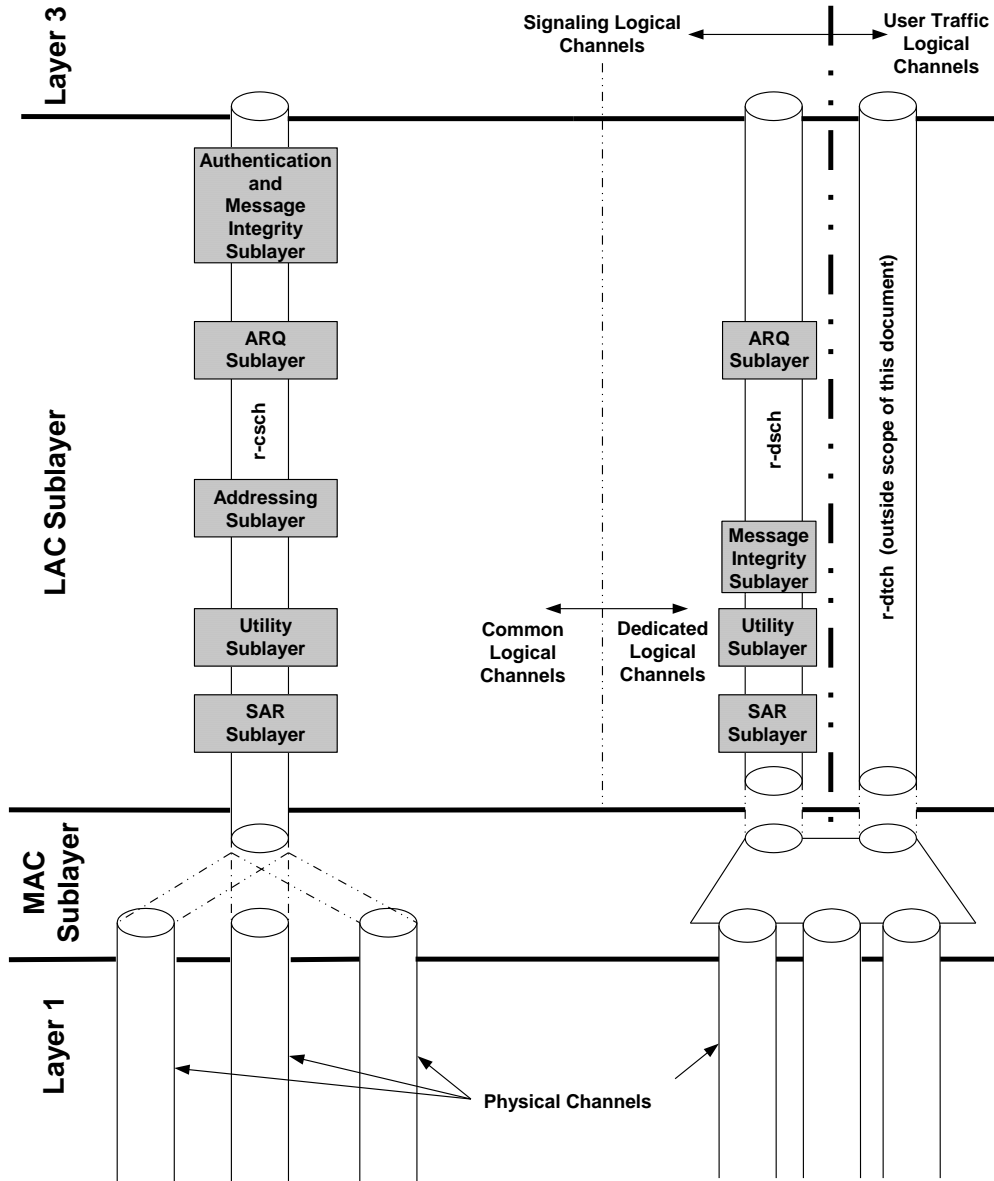 Layer 3
Signaling Logical
Channels
User Traffic
Logical
Channels
LAC Sublayer
Authentication
and
Message
Integrity
Sublayer
ARQ
Sublayer
r-csch
Addressing
Sublayer
Utility
Sublayer
SAR
Sublayer
Common
Logical
Channels
Dedicated
Logical
Channels
ARQ
Sublayer
r-dsch
Message
Integrity
Sublayer
Utility
Sublayer
SAR
Sublayer
r-dtch (outside scope of this document)
MAC
Sublayer
Layer 1
Physical Channels